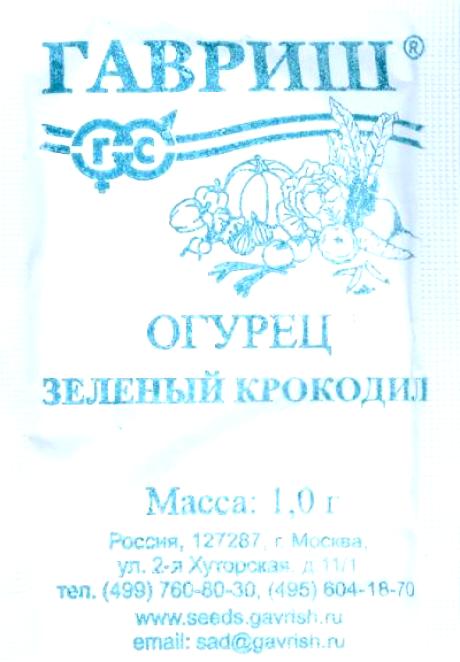 ГАВРИШ®
г с
ОГУРЕЦ
ЗЕЛЕНЫЙ КРОКОДИЛ
Масса: 1,0 г
Россия, 127287, г. Москва,
ул. 2-я Хуторская, д.11/1
тел. (499) 760-80-30, (495) 604-18-70
www.seeds.gavrish.ru
email: sad@gavrish.ru